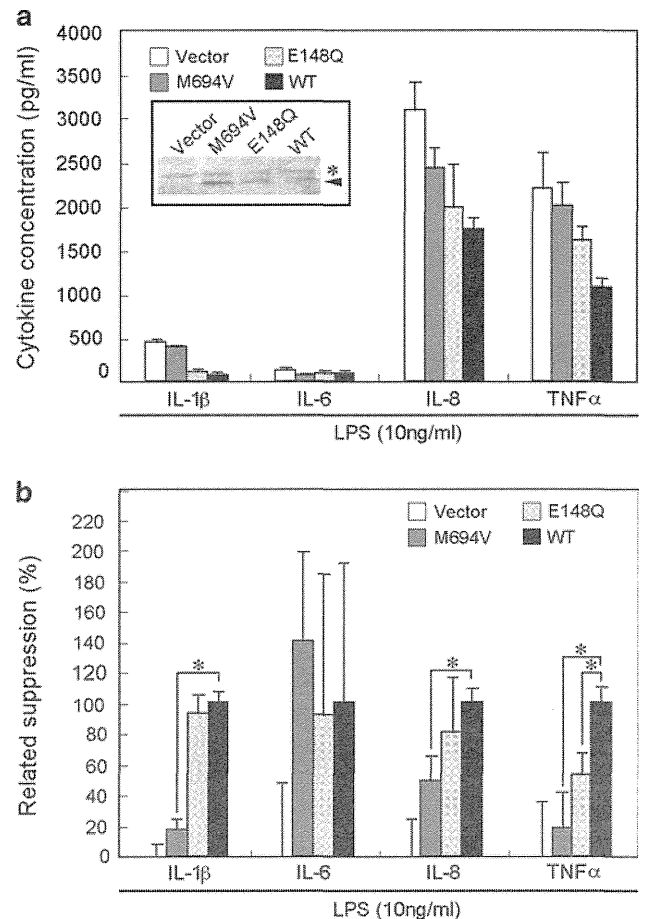 a
Cytokine concentration (pg/ml)
4000
3500
3000
2500
2000
1500
1000
500
0
Vector
E148Q
M694V
WT
Vector
M694V
E148Q
WT
*
IL-1β
IL-6
IL-8
TNFα
LPS (10ng/ml)
b
Related suppression (%)
220
200
180
160
140
120
100
80
60
40
20
0
Vector
E148Q
M694V
WT
*
*
*
*
IL-1β
IL-6
IL-8
TNFα
LPS (10ng/ml)